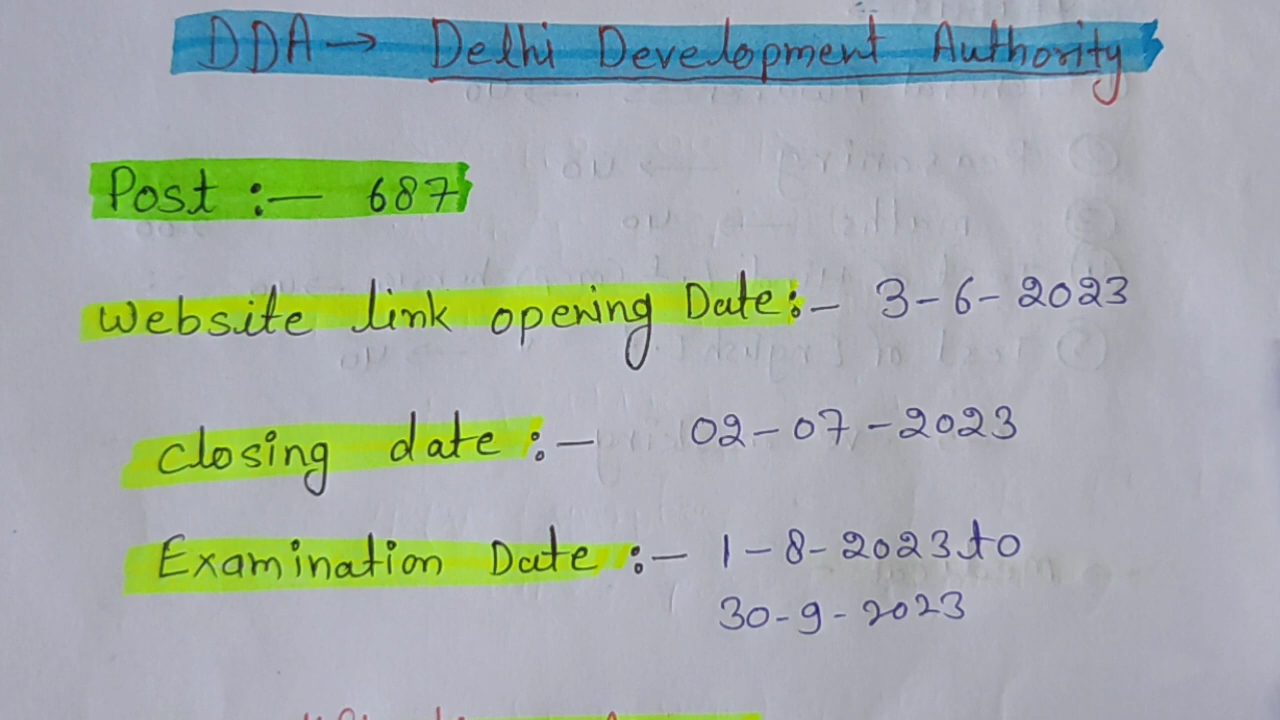 DDA → Delhi Development Authority
Post :- 687
Website link opening Date :- 3-6-2023
closing date :- 02-07-2023
Examination Date :- 1-8-2023 to
30-9-2023